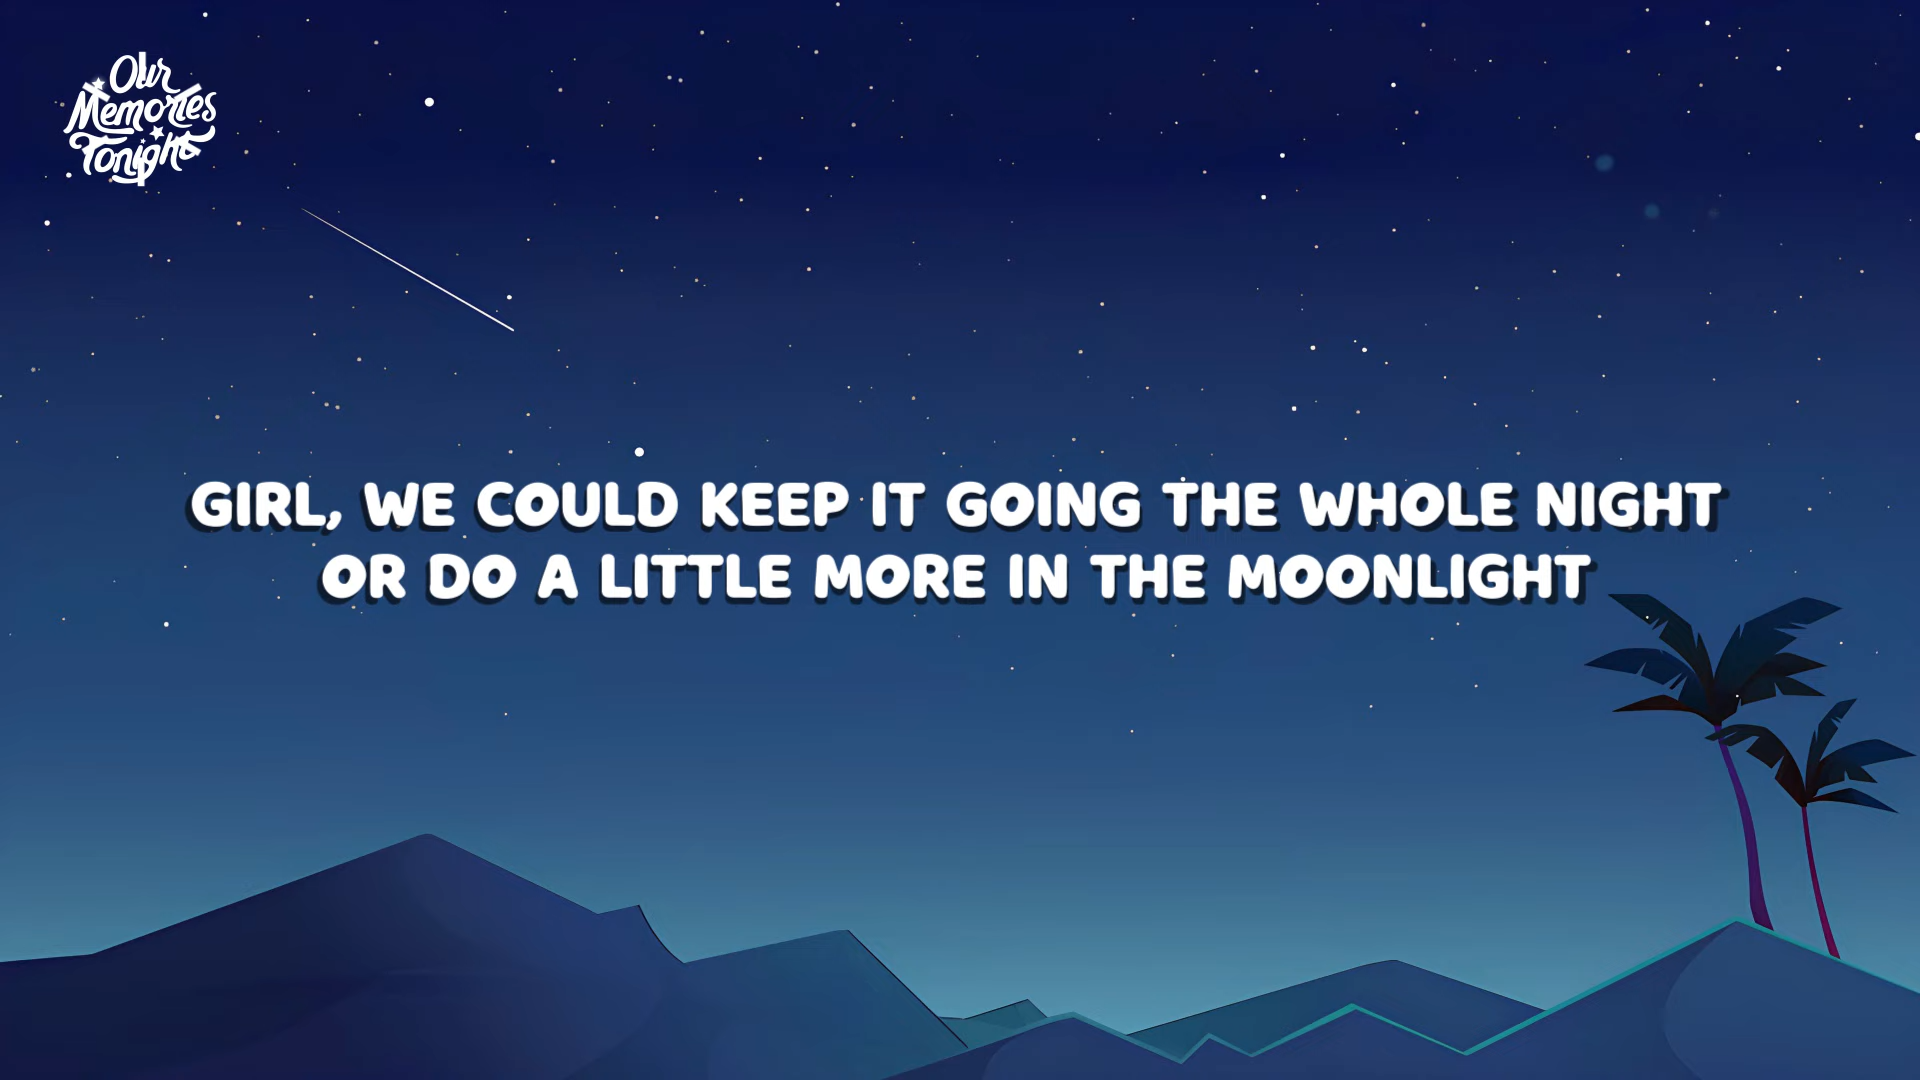 Our
Memories
Tonight
GIRL, WE COULD KEEP IT GOING THE WHOLE NIGHT
OR DO A LITTLE MORE IN THE MOONLIGHT